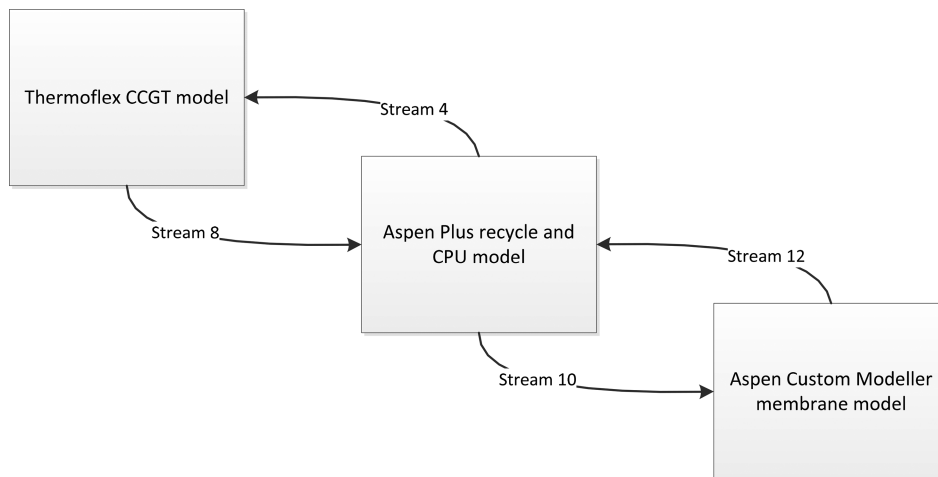 Thermoflex CCGT model
Stream 4
Stream 8
Aspen Plus recycle and
CPU model
Stream 12
Stream 10
Aspen Custom Modeller
membrane model